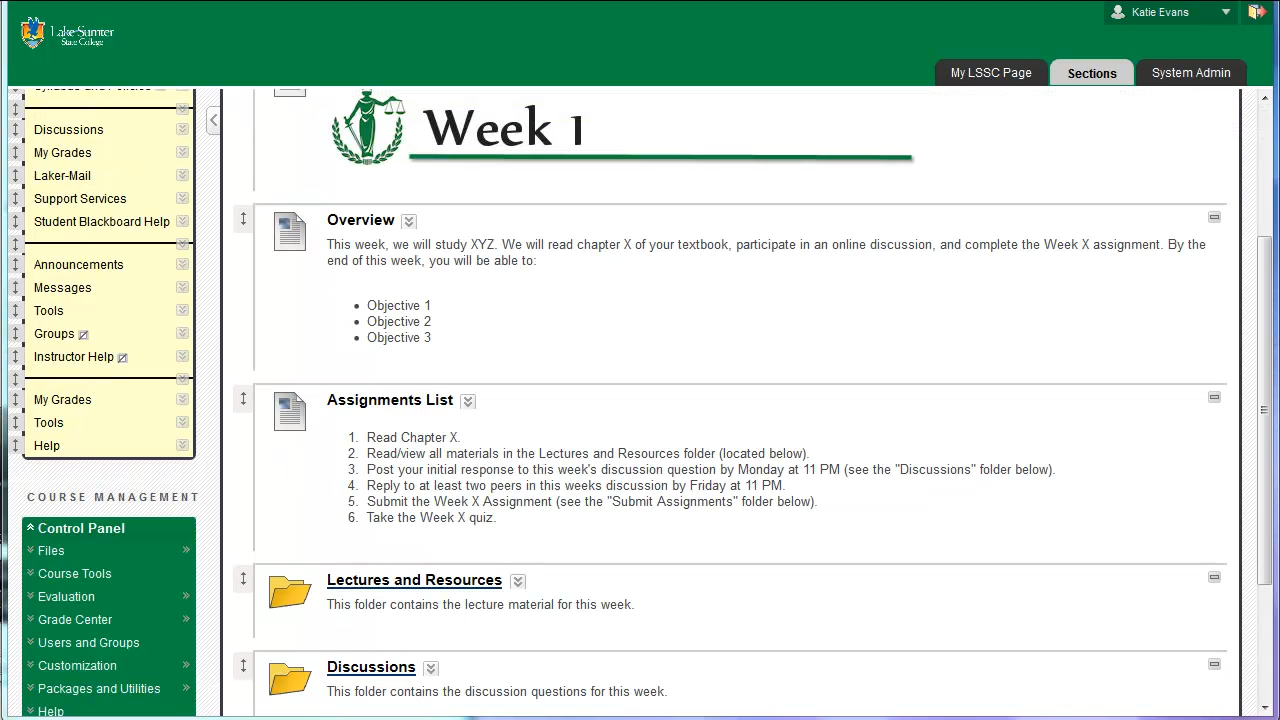 Katie Evans
Lake-Sumter
State College
My LSSC Page
Sections
System Admin
Syllabus and Policies
Discussions
My Grades
Laker-Mail
Support Services
Student Blackboard Help
Announcements
Messages
Tools
Groups
Instructor Help
My Grades
Tools
Help
COURSE MANAGEMENT
Control Panel
Files
Course Tools
Evaluation
Grade Center
Users and Groups
Customization
Packages and Utilities
Help
Week 1
Overview
This week, we will study XYZ. We will read chapter X of your textbook, participate in an online discussion, and complete the Week X assignment. By the
end of this week, you will be able to:
• Objective 1
• Objective 2
• Objective 3
Assignments List
1. Read Chapter X.
2. Read/view all materials in the Lectures and Resources folder (located below).
3. Post your initial response to this week's discussion question by Monday at 11 PM (see the "Discussions" folder below).
4. Reply to at least two peers in this weeks discussion by Friday at 11 PM.
5. Submit the Week X Assignment (see the "Submit Assignments" folder below).
6. Take the Week X quiz.
Lectures and Resources
This folder contains the lecture material for this week.
Discussions
This folder contains the discussion questions for this week.